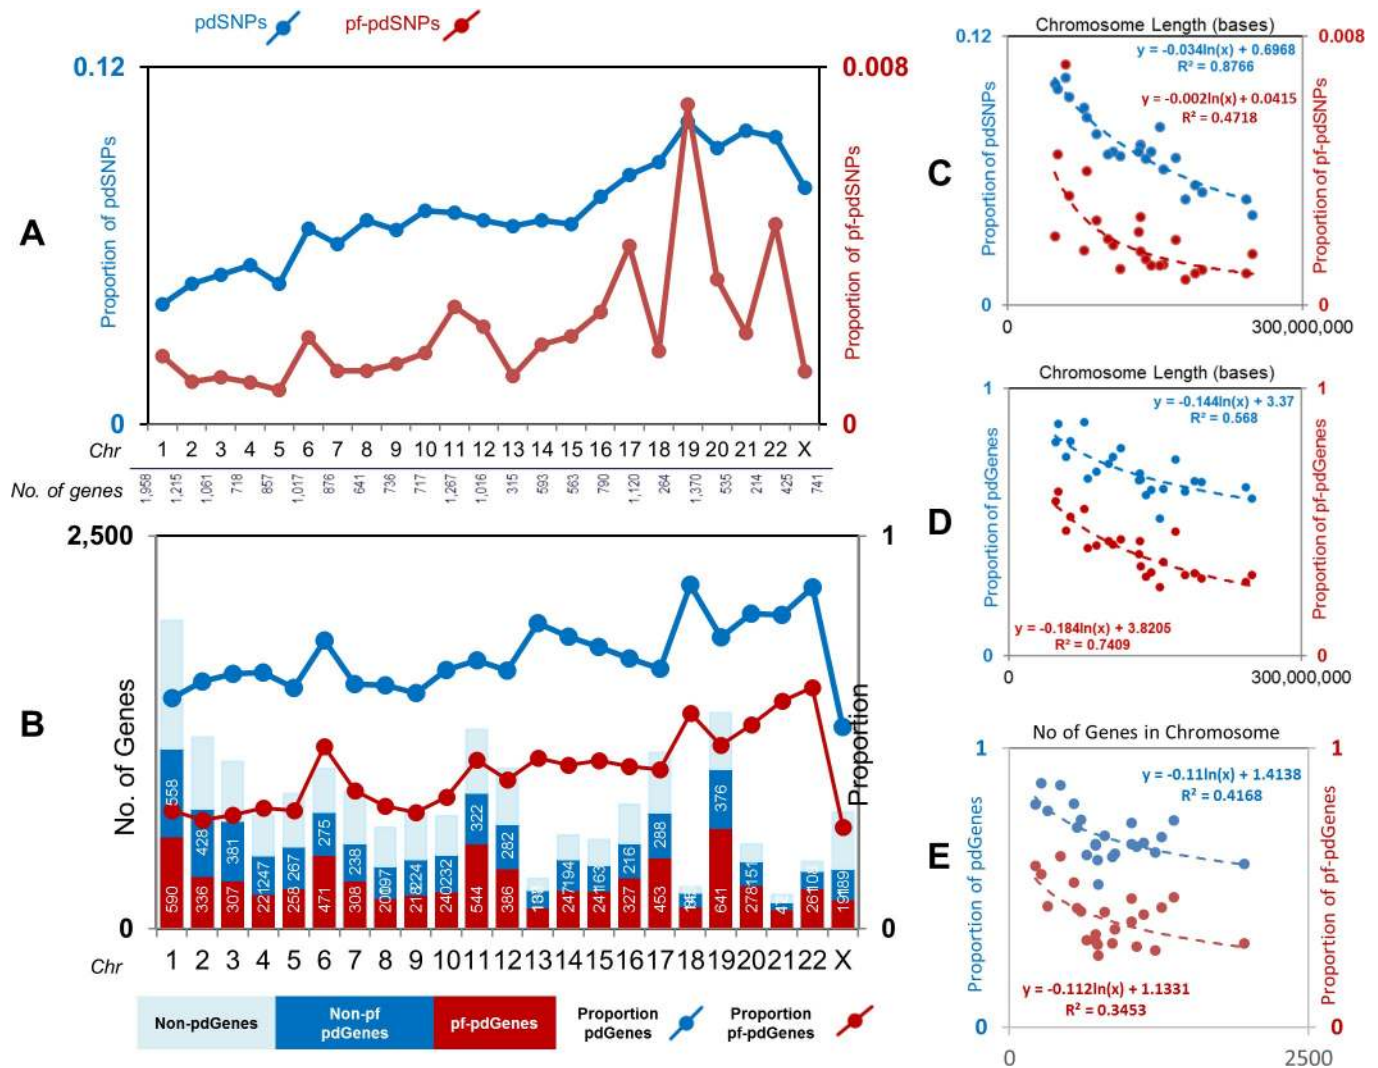 pdSNPs
pf-pdSNPs
A
0.12
0.008
Proportion of pdSNPs
Proportion of pf-pdSNPs
0
0
Chr 1 2 3 4 5 6 7 8 9 10 11 12 13 14 15 16 17 18 19 20 21 22 X
No. of genes 1,958 1,215 1,061 718 857 1,017 876 641 736 717 1,267 1,016 315 593 563 790 1,120 264 1,370 535 214 425 741
B
2,500
1
No. of Genes
Proportion
558 428 381 247 267 275 238 197 224 232 322 282 194 163 216 288 376 151 189
590 336 307 221 258 471 308 200 218 240 544 386 247 241 327 453 641 278 41 261 191
0
0
Chr 1 2 3 4 5 6 7 8 9 10 11 12 13 14 15 16 17 18 19 20 21 22 X
Non-pdGenes
Non-pf
pdGenes
pf-pdGenes
Proportion
pdGenes
Proportion
pf-pdGenes
C
Chromosome Length (bases)
0.12
0.008
y = -0.034ln(x) + 0.6968
R² = 0.8766
y = -0.002ln(x) + 0.0415
R² = 0.4718
Proportion of pdSNPs
Proportion of pf-pdSNPs
0
0
0
300,000,000
D
Chromosome Length (bases)
1
1
y = -0.144ln(x) + 3.37
R² = 0.568
Proportion of pdGenes
Proportion of pf-pdGenes
y = -0.184ln(x) + 3.8205
R² = 0.7409
0
0
0
300,000,000
E
No of Genes in Chromosome
1
1
y = -0.11ln(x) + 1.4138
R² = 0.4168
Proportion of pdGenes
Proportion of pf-pdGenes
y = -0.112ln(x) + 1.1331
R² = 0.3453
0
0
0
2500